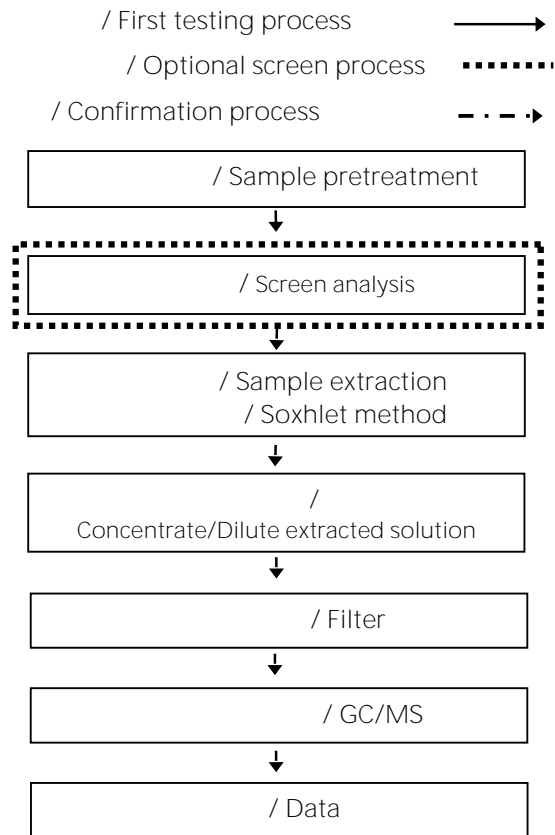 / First testing process
/ Optional screen process
/ Confirmation process
/ Sample pretreatment
/ Screen analysis
/ Sample extraction
/ Soxhlet method
/
Concentrate/Dilute extracted solution
/ Filter
/ GC/MS
/ Data